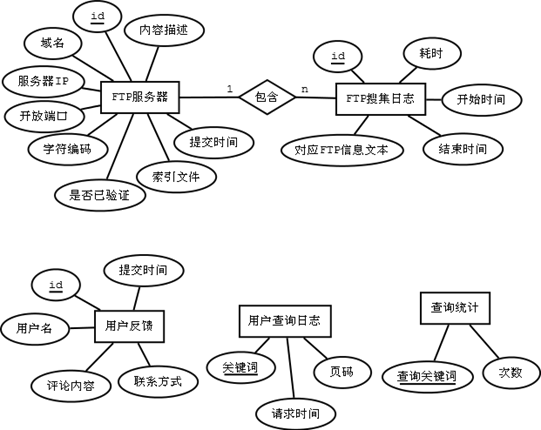 id
内容描述
域名
服务器IP
FTP服务器
开放端口
字符编码
提交时间
索引文件
是否已验证
1
包含
n
id
耗时
FTP搜集日志
开始时间
对应FTP信息文本
结束时间
提交时间
id
用户名
用户反馈
评论内容
联系方式
用户查询日志
关键词
页码
请求时间
查询统计
查询关键词
次数